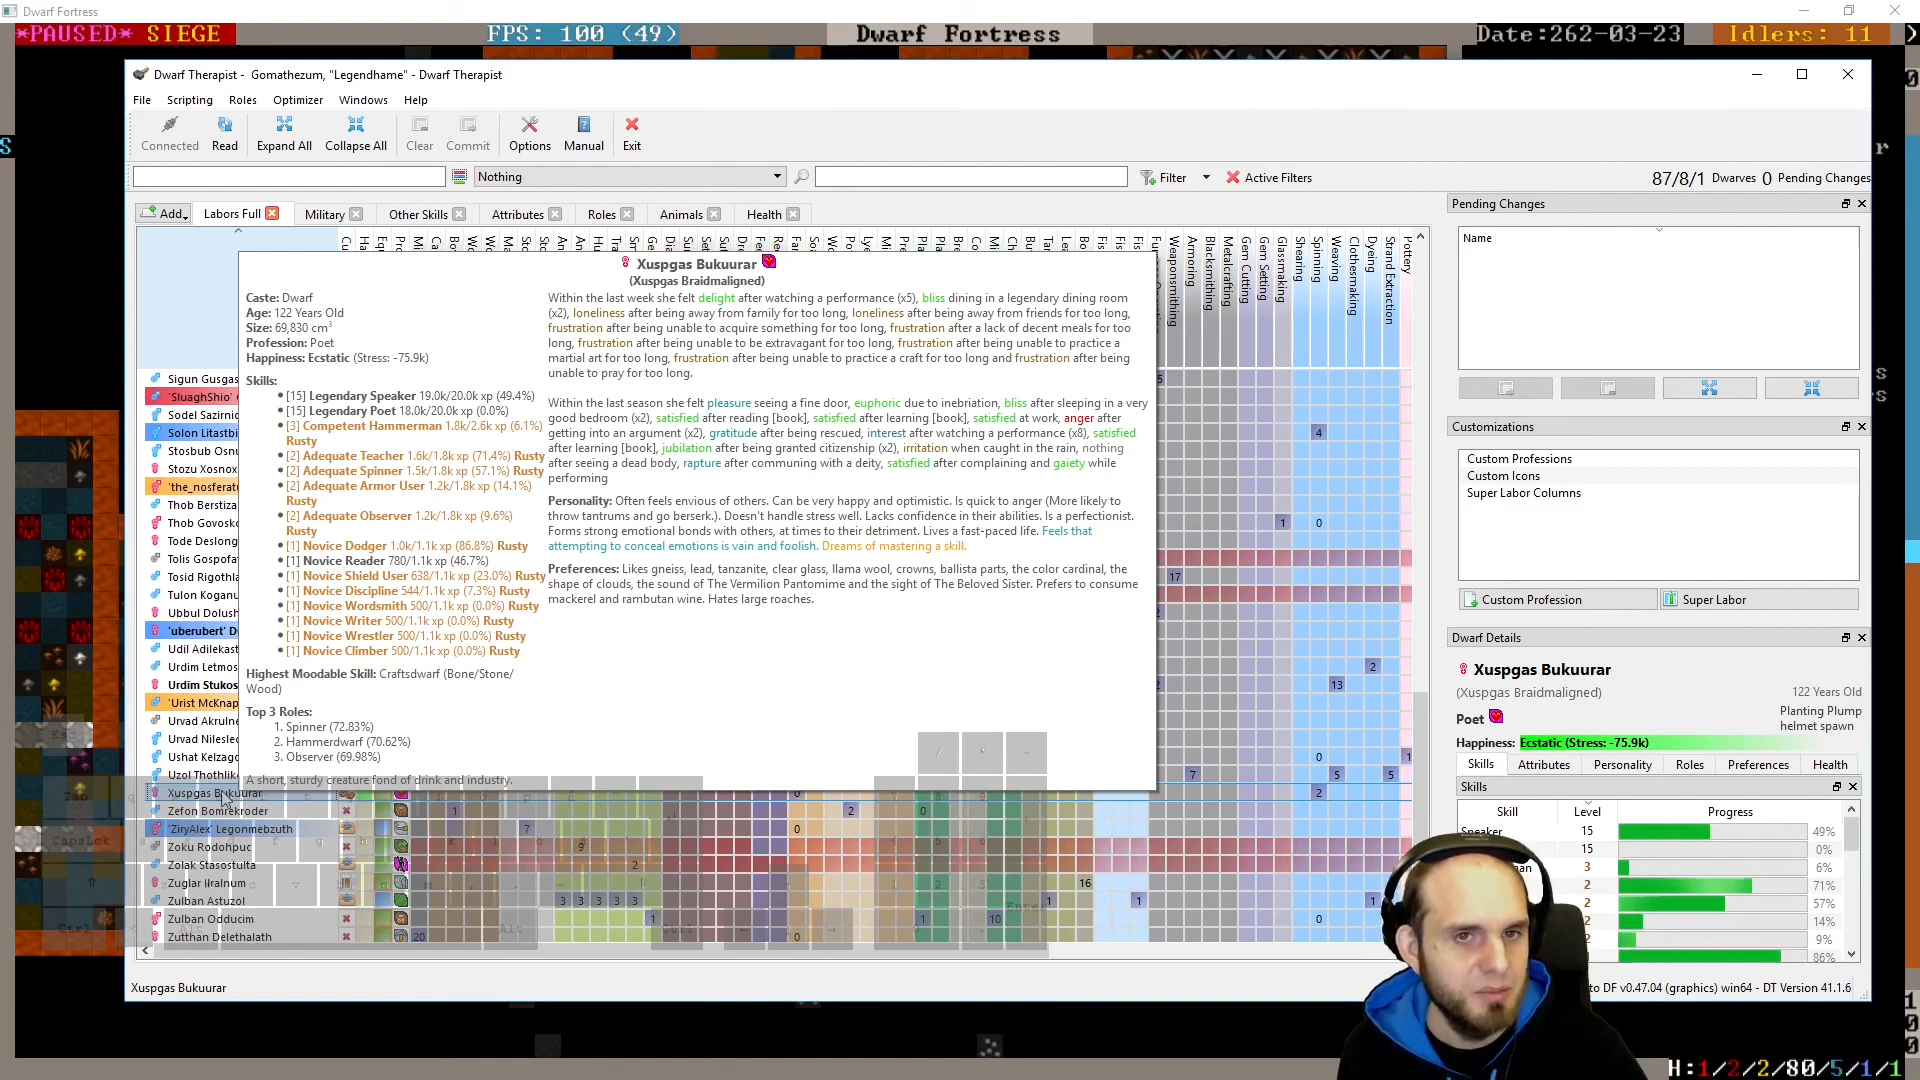 Dwarf Fortress
*PAUSED* SIEGE
FPS: 100 (49)
Dwarf Fortress
Date:262-03-23
Idlers: 11
Dwarf Therapist - Gomathezum, "Legendhame" - Dwarf Therapist
File Scripting Roles Optimizer Windows Help
Connected Read Expand All Collapse All Clear Commit Options Manual Exit
Nothing
Filter
Active Filters
87/8/1 Dwarves 0 Pending Changes
Add
Labors Full Military Other Skills Attributes Roles Animals Health
Weaponsmithing
Armoring
Blacksmithing
Metalcrafting
Gem Cutting
Gem Setting
Glassmaking
Shearing
Spinning
Weaving
Clothesmaking
Dyeing
Strand Extraction
Pottery
Xuspgas Bukuurar
(Xuspgas Braidmaligned)
Caste: Dwarf
Age: 122 Years Old
Size: 69,830 cm³
Profession: Poet
Happiness: Ecstatic (Stress: -75.9k)
Skills:
• [15] Legendary Speaker 19.0k/20.0k xp (49.4%)
• [15] Legendary Poet 18.0k/20.0k xp (0.0%)
• [3] Competent Hammerman 1.8k/2.6k xp (6.1%)
Rusty
• [2] Adequate Teacher 1.6k/1.8k xp (71.4%) Rusty
• [2] Adequate Spinner 1.5k/1.8k xp (57.1%) Rusty
• [2] Adequate Armor User 1.2k/1.8k xp (14.1%)
Rusty
• [2] Adequate Observer 1.2k/1.8k xp (9.6%)
Rusty
• [1] Novice Dodger 1.0k/1.1k xp (86.8%) Rusty
• [1] Novice Reader 780/1.1k xp (46.7%)
• [1] Novice Shield User 638/1.1k xp (23.0%) Rusty
• [1] Novice Discipline 544/1.1k xp (7.3%) Rusty
• [1] Novice Wordsmith 500/1.1k xp (0.0%) Rusty
• [1] Novice Writer 500/1.1k xp (0.0%) Rusty
• [1] Novice Wrestler 500/1.1k xp (0.0%) Rusty
• [1] Novice Climber 500/1.1k xp (0.0%) Rusty
Highest Moodable Skill: Craftsdwarf (Bone/Stone/
Wood)
Top 3 Roles:
1. Spinner (72.83%)
2. Hammerdwarf (70.62%)
3. Observer (69.98%)
A short, sturdy creature fond of drink and industry.
Within the last week she felt delight after watching a performance (x5), bliss dining in a legendary dining room
(x2), loneliness after being away from family for too long, loneliness after being away from friends for too long,
frustration after being unable to acquire something for too long, frustration after a lack of decent meals for too
long, frustration after being unable to be extravagant for too long, frustration after being unable to practice a
martial art for too long, frustration after being unable to practice a craft for too long and frustration after being
unable to pray for too long.
Within the last season she felt pleasure seeing a fine door, euphoric due to inebriation, bliss after sleeping in a very
good bedroom (x2), satisfied after reading [book], satisfied after learning [book], satisfied at work, anger after
getting into an argument (x2), gratitude after being rescued, interest after watching a performance (x8), satisfied
after learning [book], jubilation after being granted citizenship (x2), irritation when caught in the rain, nothing
after seeing a dead body, rapture after communing with a deity, satisfied after complaining and gaiety while
performing
Personality: Often feels envious of others. Can be very happy and optimistic. Is quick to anger (More likely to
throw tantrums and go berserk.). Doesn't handle stress well. Lacks confidence in their abilities. Is a perfectionist.
Forms strong emotional bonds with others, at times to their detriment. Lives a fast-paced life. Feels that
attempting to conceal emotions is vain and foolish. Dreams of mastering a skill.
Preferences: Likes gneiss, lead, tanzanite, clear glass, llama wool, crowns, ballista parts, the color cardinal, the
shape of clouds, the sound of The Vermilion Pantomime and the sight of The Beloved Sister. Prefers to consume
mackerel and rambutan wine. Hates large roaches.
Sigun Gusgas
'SluaghShio'
Sodel Sazirnic
Solon Litastbi
Stosbub Osnu
Stozu Xosnox
'the_nosferat
Thob Berstiza
Thob Govosk
Tode Deslong
Tolis Gospofa
Tosid Rigothla
Tulon Koganu
Ubbul Dolush
'uberubert' D
Udil Adilekast
Urdim Letmos
Urdim Stukos
'Urist McKnap
Urvad Akrulne
Urvad Nilesled
Ushat Kelzago
Uzol Thothlik
Xuspgas Bukuurar
Zefon Bomrekroder
'ZiryAlex' Legonmebzuth
Zoku Rodohpuc
Zolak Stasostulta
Zuglar Iralnum
Zulban Astuzol
Zulban Odducim
Zutthan Delethalath
Xuspgas Bukuurar
Pending Changes
Name
Customizations
Custom Professions
Custom Icons
Super Labor Columns
Custom Profession
Super Labor
Dwarf Details
Xuspgas Bukuurar
(Xuspgas Braidmaligned)
122 Years Old
Poet
Planting Plump
helmet spawn
Happiness: Ecstatic (Stress: -75.9k)
Skills Attributes Personality Roles Preferences Health
Skills
Skill Level Progress
Speaker 15 49%
15 0%
3 6%
2 71%
2 57%
14%
9%
86%
to DF v0.47.04 (graphics) win64 - DT Version 41.1.6
H:1/2/2/80/5/1/1